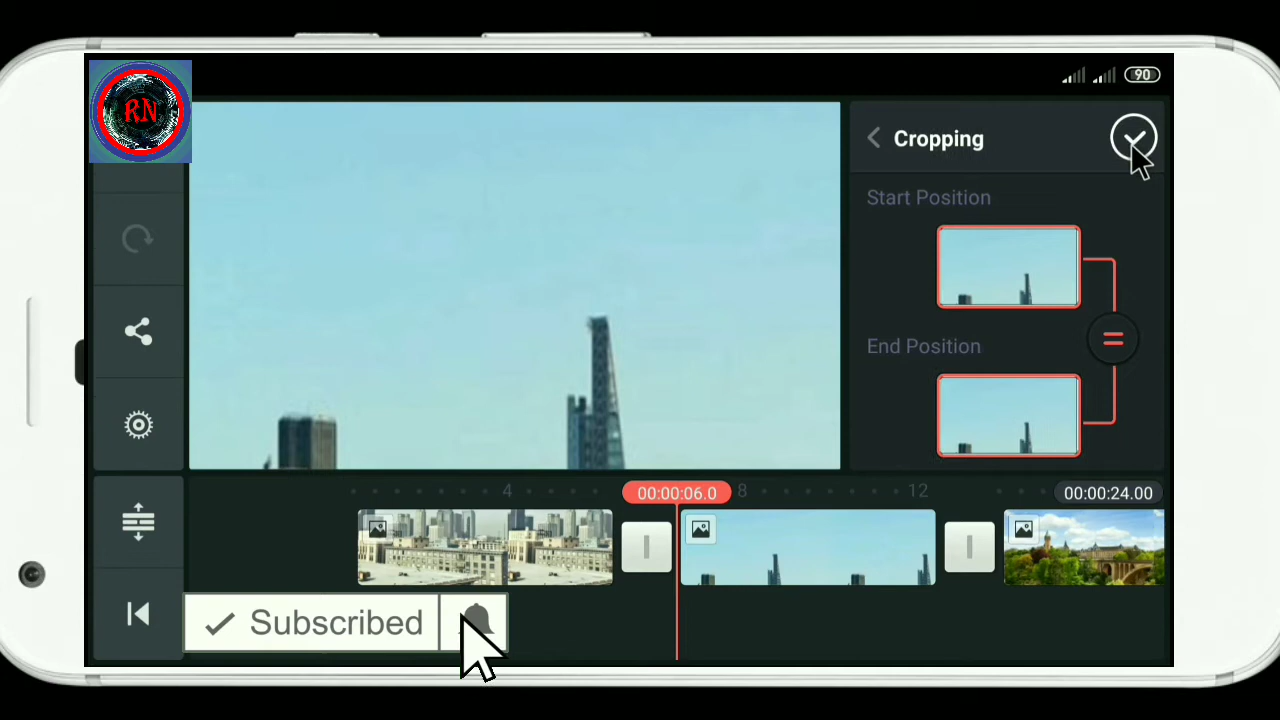 RN
90
Cropping
Start Position
End Position
4
00:00:06.0
8
12
00:00:24.00
Subscribed